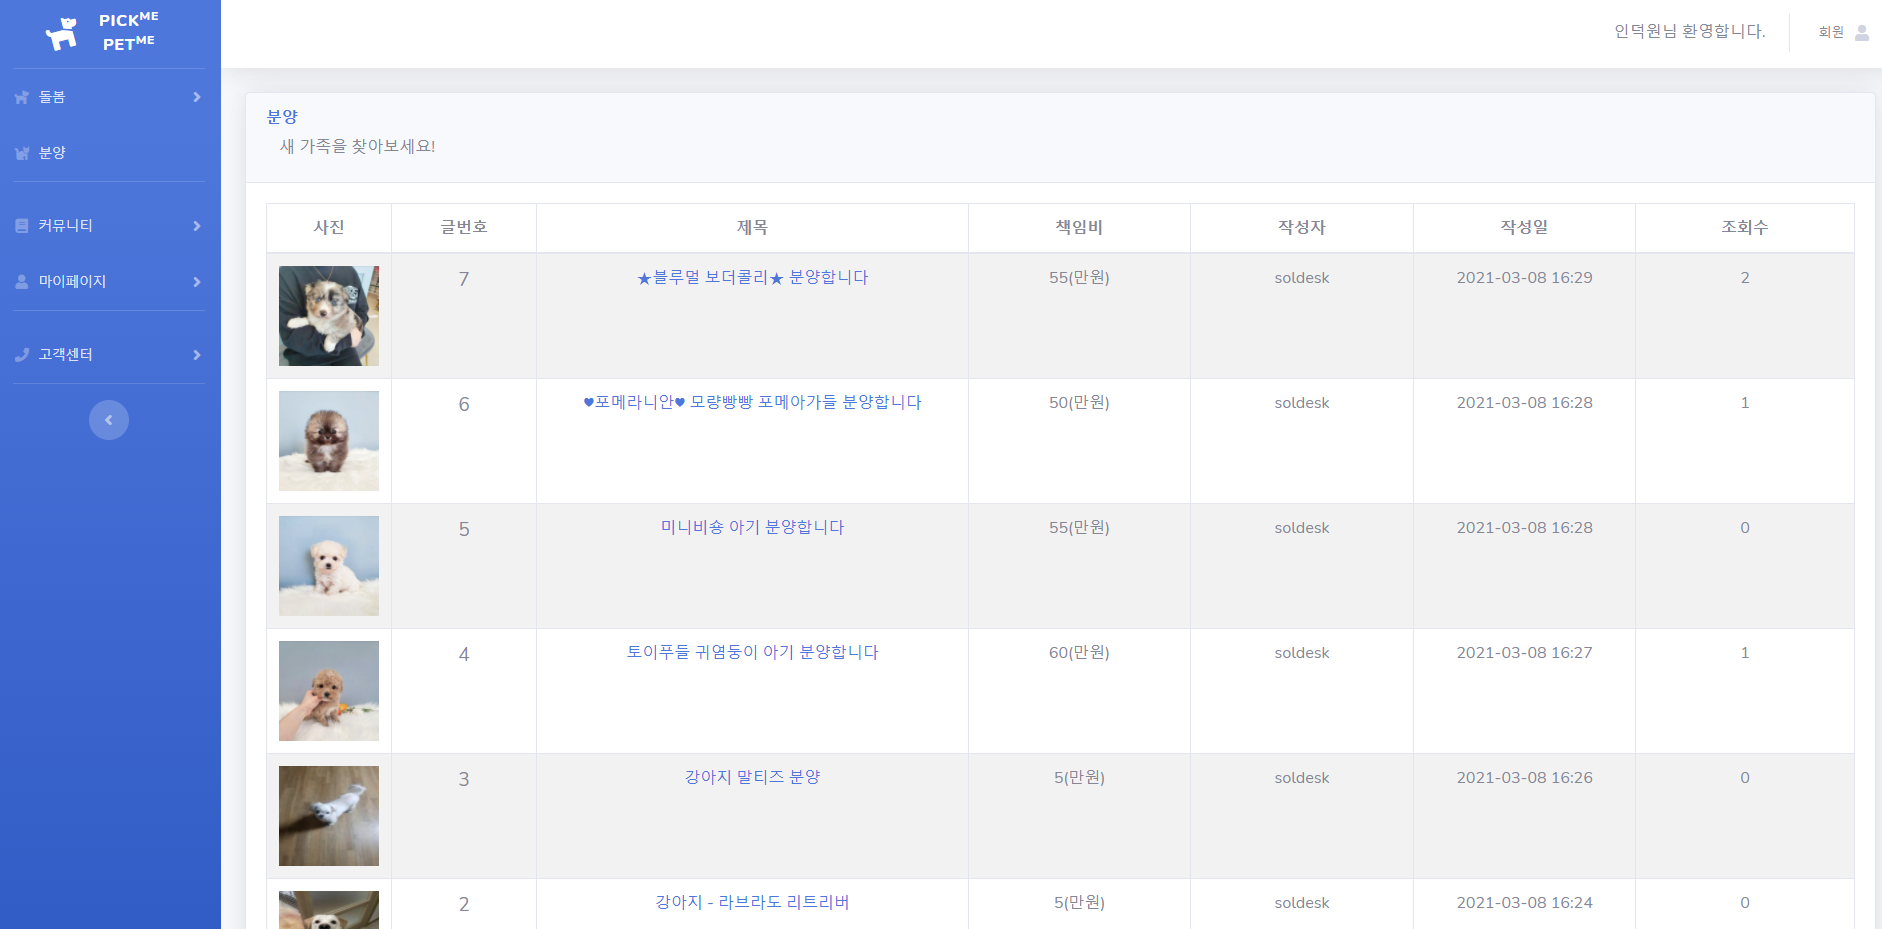 PICKME
PETME
인덕원님 환영합니다.
회원
돌봄
분양
커뮤니티
마이페이지
고객센터
분양
새 가족을 찾아보세요!
사진 글번호 제목 책임비 작성자 작성일 조회수
7 ★블루멀 보더콜리★ 분양합니다 55(만원) soldesk 2021-03-08 16:29 2
6 ♥포메라니안♥ 모량빵빵 포메아가들 분양합니다 50(만원) soldesk 2021-03-08 16:28 1
5 미니비숑 아기 분양합니다 55(만원) soldesk 2021-03-08 16:28 0
4 토이푸들 귀염둥이 아기 분양합니다 60(만원) soldesk 2021-03-08 16:27 1
3 강아지 말티즈 분양 5(만원) soldesk 2021-03-08 16:26 0
2 강아지 - 라브라도 리트리버 5(만원) soldesk 2021-03-08 16:24 0